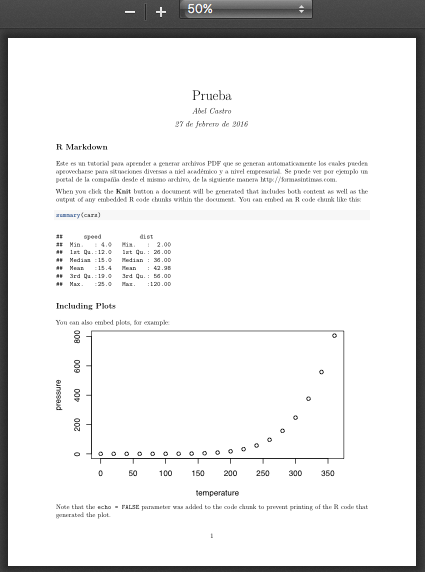 50%
Prueba
Abel Castro
27 de febrero de 2016
R Markdown
Este es un tutorial para aprender a generar archivos PDF que se generan automaticamente los cuales pueden
aprovecharse para situaciones diversas a niel académico y a nivel empresarial. Se puede ver por ejemplo un
portal de la compañia desde el mismo archivo, de la siguiente manera http://formasintimas.com.
When you click the Knit button a document will be generated that includes both content as well as the
output of any embedded R code chunks within the document. You can embed an R code chunk like this:
summary(cars)
## speed dist
## Min. : 4.0 Min. : 2.00
## 1st Qu.:12.0 1st Qu.: 26.00
## Median :15.0 Median : 36.00
## Mean :15.4 Mean : 42.98
## 3rd Qu.:19.0 3rd Qu.: 56.00
## Max. :25.0 Max. :120.00
Including Plots
You can also embed plots, for example:
800
600
400
200
0
pressure
0 50 100 150 200 250 300 350
temperature
Note that the echo = FALSE parameter was added to the code chunk to prevent printing of the R code that
generated the plot.
1